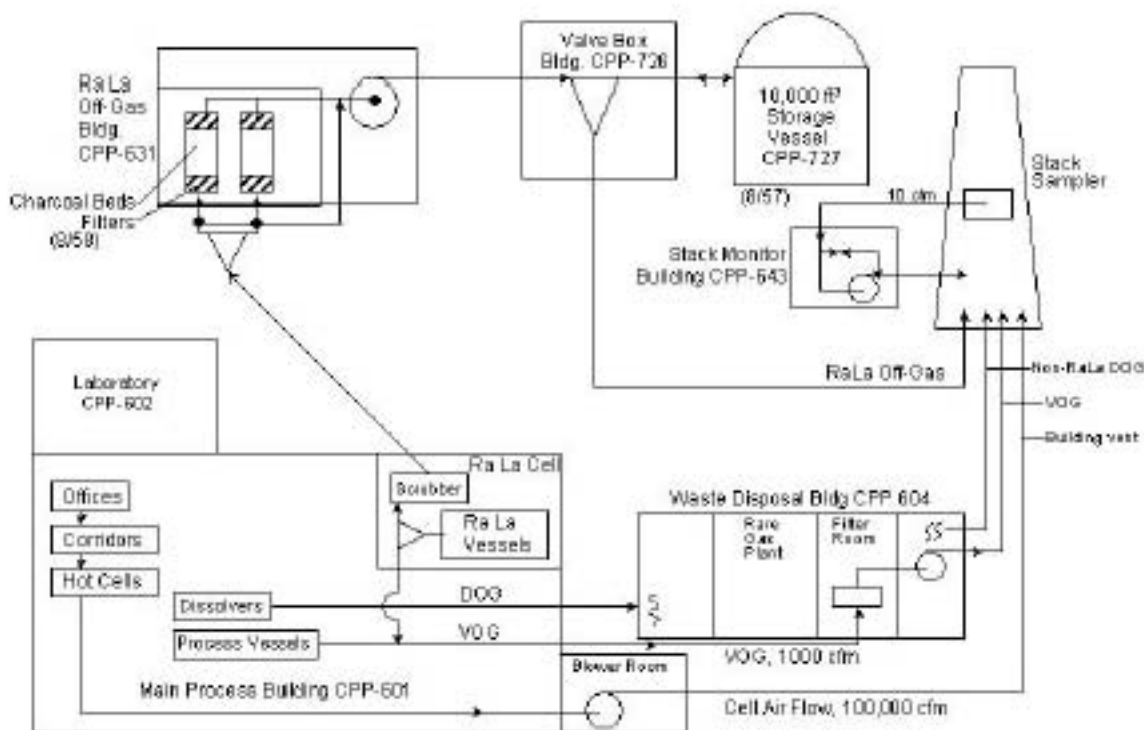 Ra La
Off-Gas
Bldg.
CPP-631
Charcoal Beds
Filters
(9/58)
Valve Box
Bldg. CPP-726
10,000 ft³
Storage
Vessel
CPP-727
(8/57)
Stack
Sampler
10 cfm
Stack Monitor
Building CPP-643
RaLa Off-Gas
Non-RaLa DOG
VOG
Building vent
Laboratory
CPP-602
Ra La Cell
Scrubber
Ra La
Vessels
Offices
Corridors
Hot Cells
Dissolvers
DOG
Process Vessels
VOG
Main Process Building CPP-601
Waste Disposal Bldg CPP 604
Rare
Gas
Plant
Filter
Room
VOG, 1000 cfm
Blower Room
Cell Air Flow, 100,000 cfm